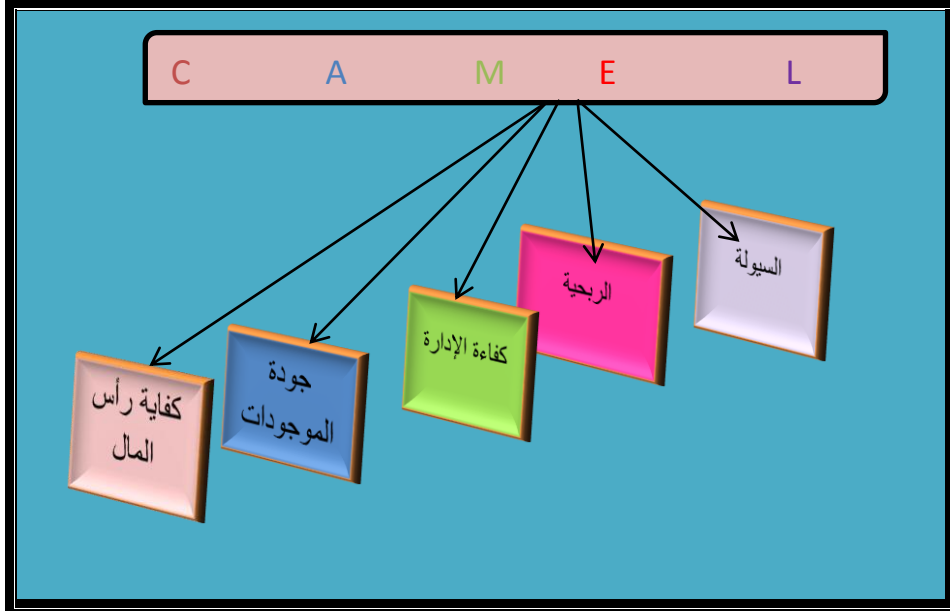 C A M E L
السيولة
الربحية
كفاءة الإدارة
جودة
الموجودات
كفاية رأس
المال